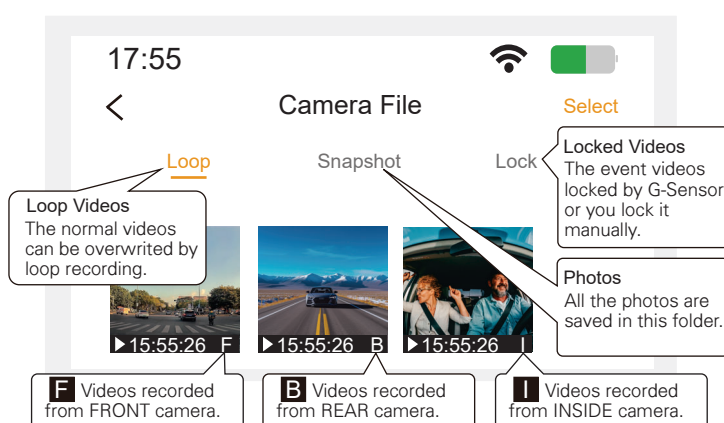 17:55
Camera File
Select
Loop
Snapshot
Lock
Locked Videos
The event videos
locked by G-Sensor
or you lock it
manually.
Loop Videos
The normal videos
can be overwrited by
loop recording.
Photos
All the photos are
saved in this folder.
15:55:26 F
15:55:26 B
15:55:26 I
F Videos recorded
from FRONT camera.
B Videos recorded
from REAR camera.
I Videos recorded
from INSIDE camera.